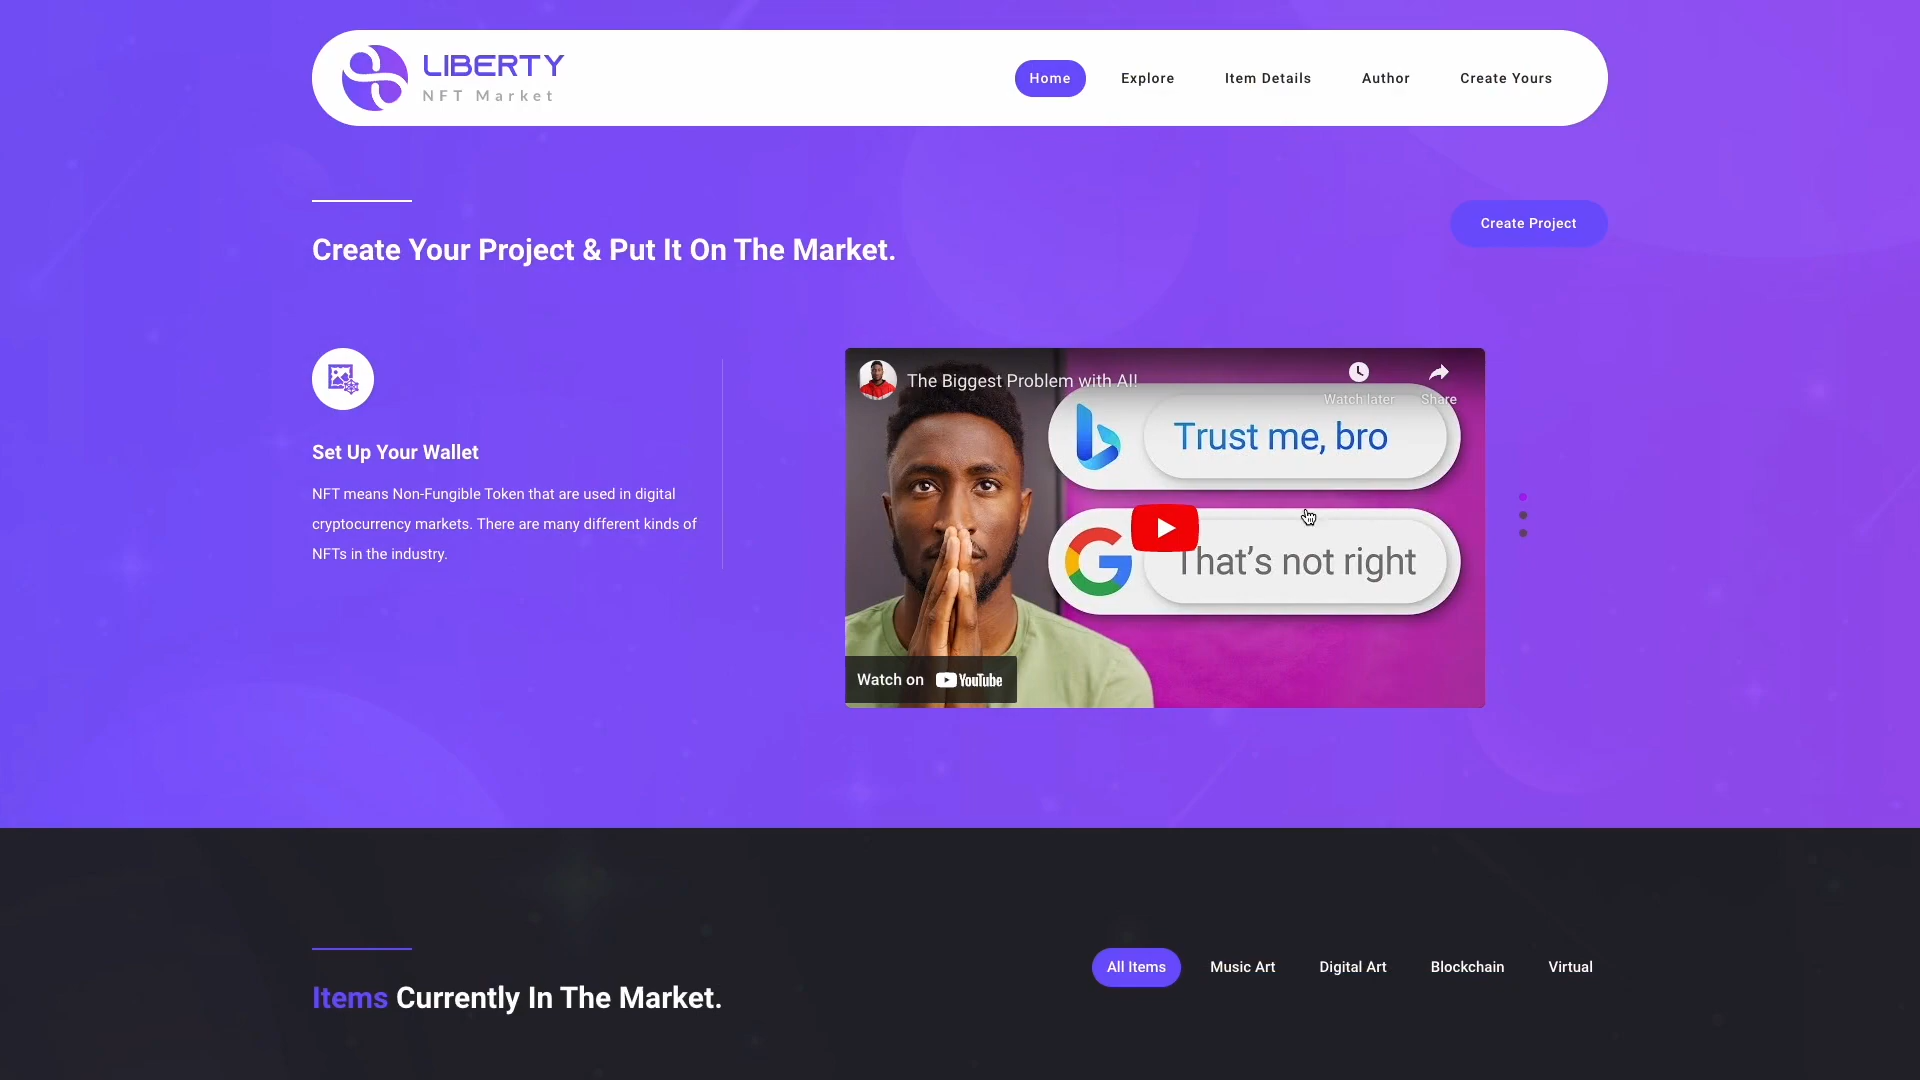 LIBERTY
NFT Market
Home
Explore
Item Details
Author
Create Yours
Create Your Project & Put It On The Market.
Create Project
Set Up Your Wallet
NFT means Non-Fungible Token that are used in digital
cryptocurrency markets. There are many different kinds of
NFTs in the industry.
The Biggest Problem with AI!
Watch later
Share
Trust me, bro
That's not right
Watch on YouTube
Items Currently In The Market.
All Items
Music Art
Digital Art
Blockchain
Virtual